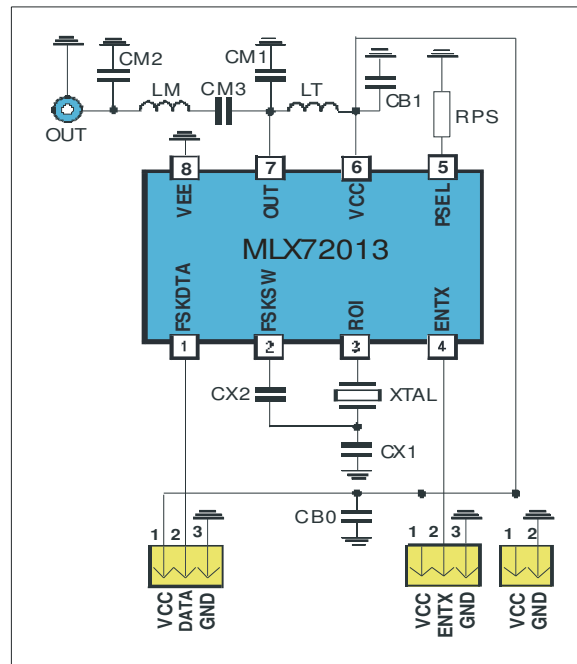 CM2
CM1
LM
CM3
LT
CB1
RPS
OUT
8
7
6
5
VEE
OUT
VCC
PSEL
MLX72013
FSKDTA
FSKSW
ROI
ENTX
1
2
3
4
CX2
XTAL
CX1
CB0
1 2 3
1 2 3
1 2
VCC
DATA
GND
VCC
ENTX
GND
VCC
GND